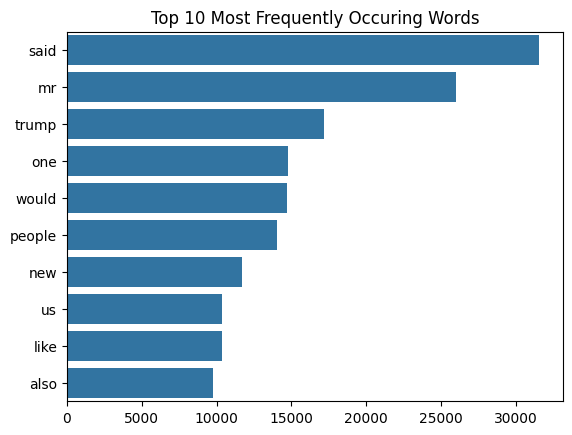 Top 10 Most Frequently Occuring Words
said
mr
trump
one
would
people
new
us
like
also
0 5000 10000 15000 20000 25000 30000